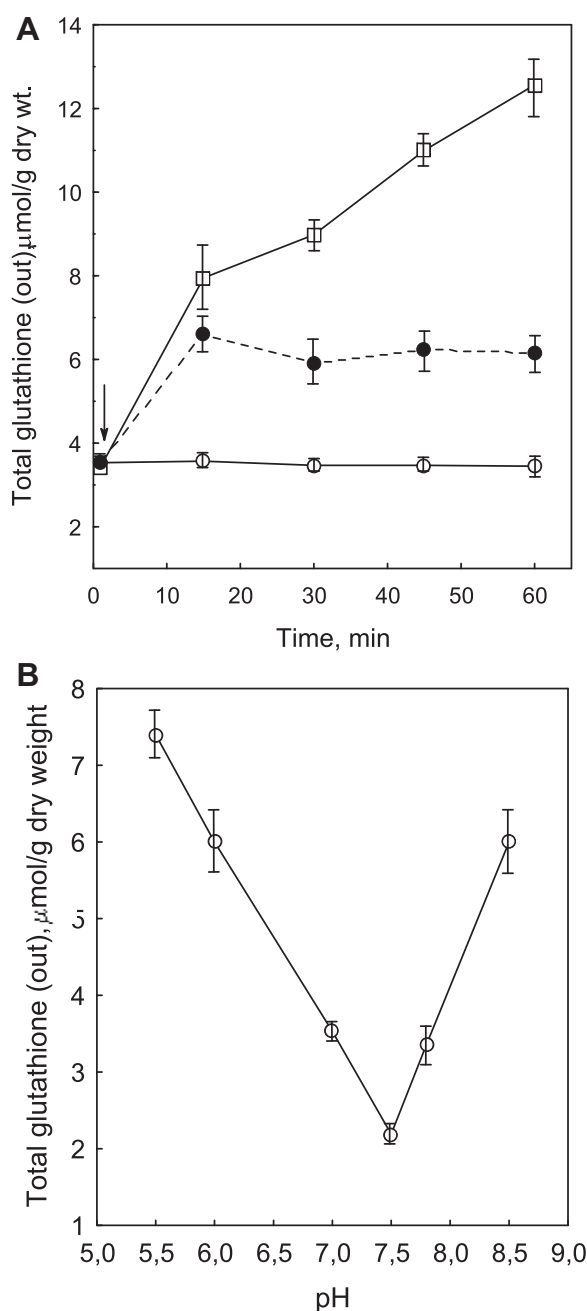 A
Total glutathione (out),μmol/g dry wt.
14
12
10
8
6
4
2
0 10 20 30 40 50 60
Time, min
B
Total glutathione (out), μmol/g dry weight
8
7
6
5
4
3
2
1
5,0 5,5 6,0 6,5 7,0 7,5 8,0 8,5 9,0
pH